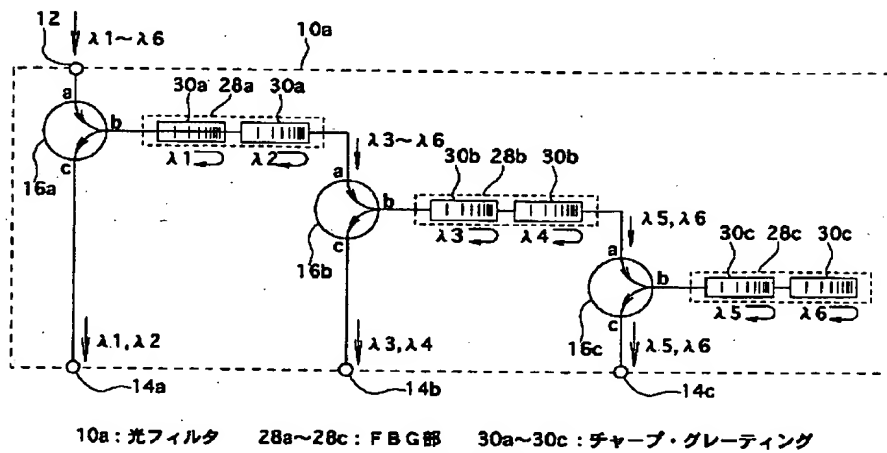 12
λ1~λ6
10a
30a
28a
30a
a
b
c
16a
λ1
λ2
λ3~λ6
a
b
c
16b
30b
28b
30b
λ3
λ4
λ5,λ6
a
b
c
16c
30c
28c
30c
λ5
λ6
λ1,λ2
λ3,λ4
λ5,λ6
14a
14b
14c
10a:光フィルタ 28a~28c:FBG部 30a~30c:チャープ・グレーティング